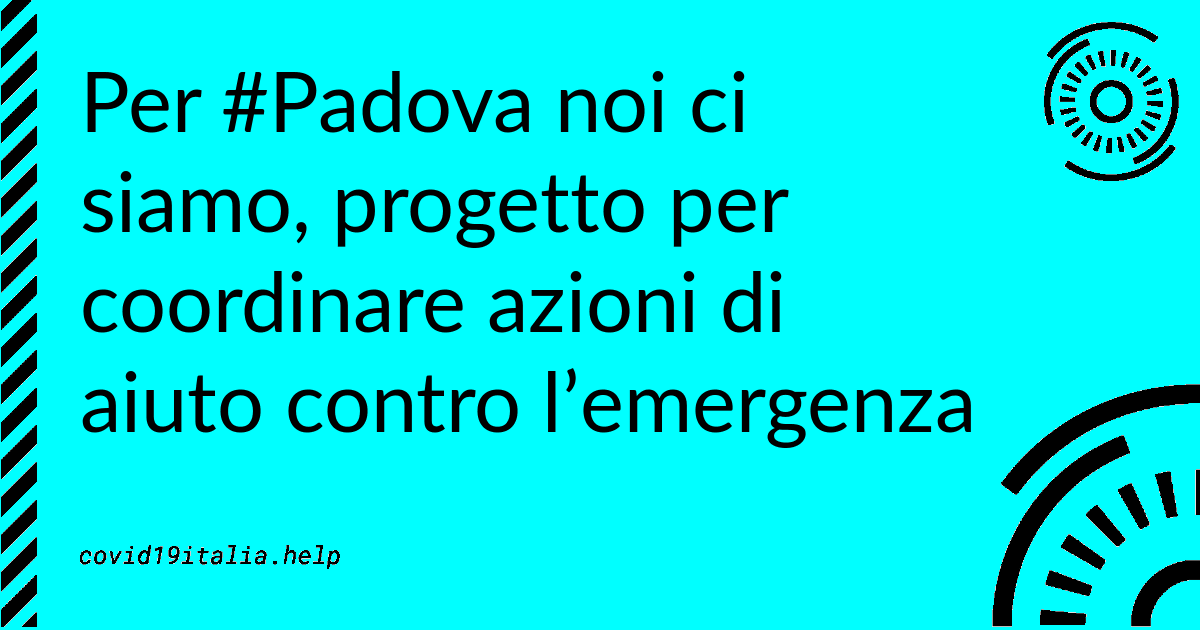 Per #Padova noi ci
siamo, progetto per
coordinare azioni di
aiuto contro l’emergenza
covid19italia.help